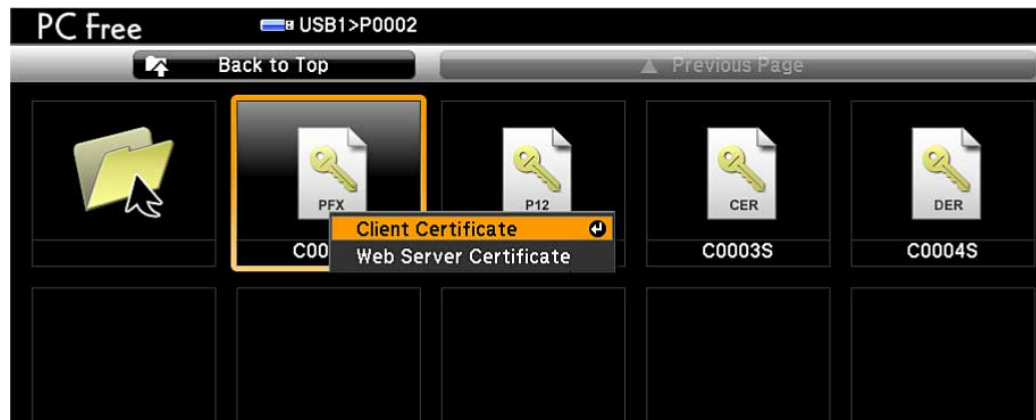 PC Free
USB1>P0002
Back to Top
Previous Page
PFX
P12
CER
DER
Client Certificate
Web Server Certificate
C00
C0003S
C0004S